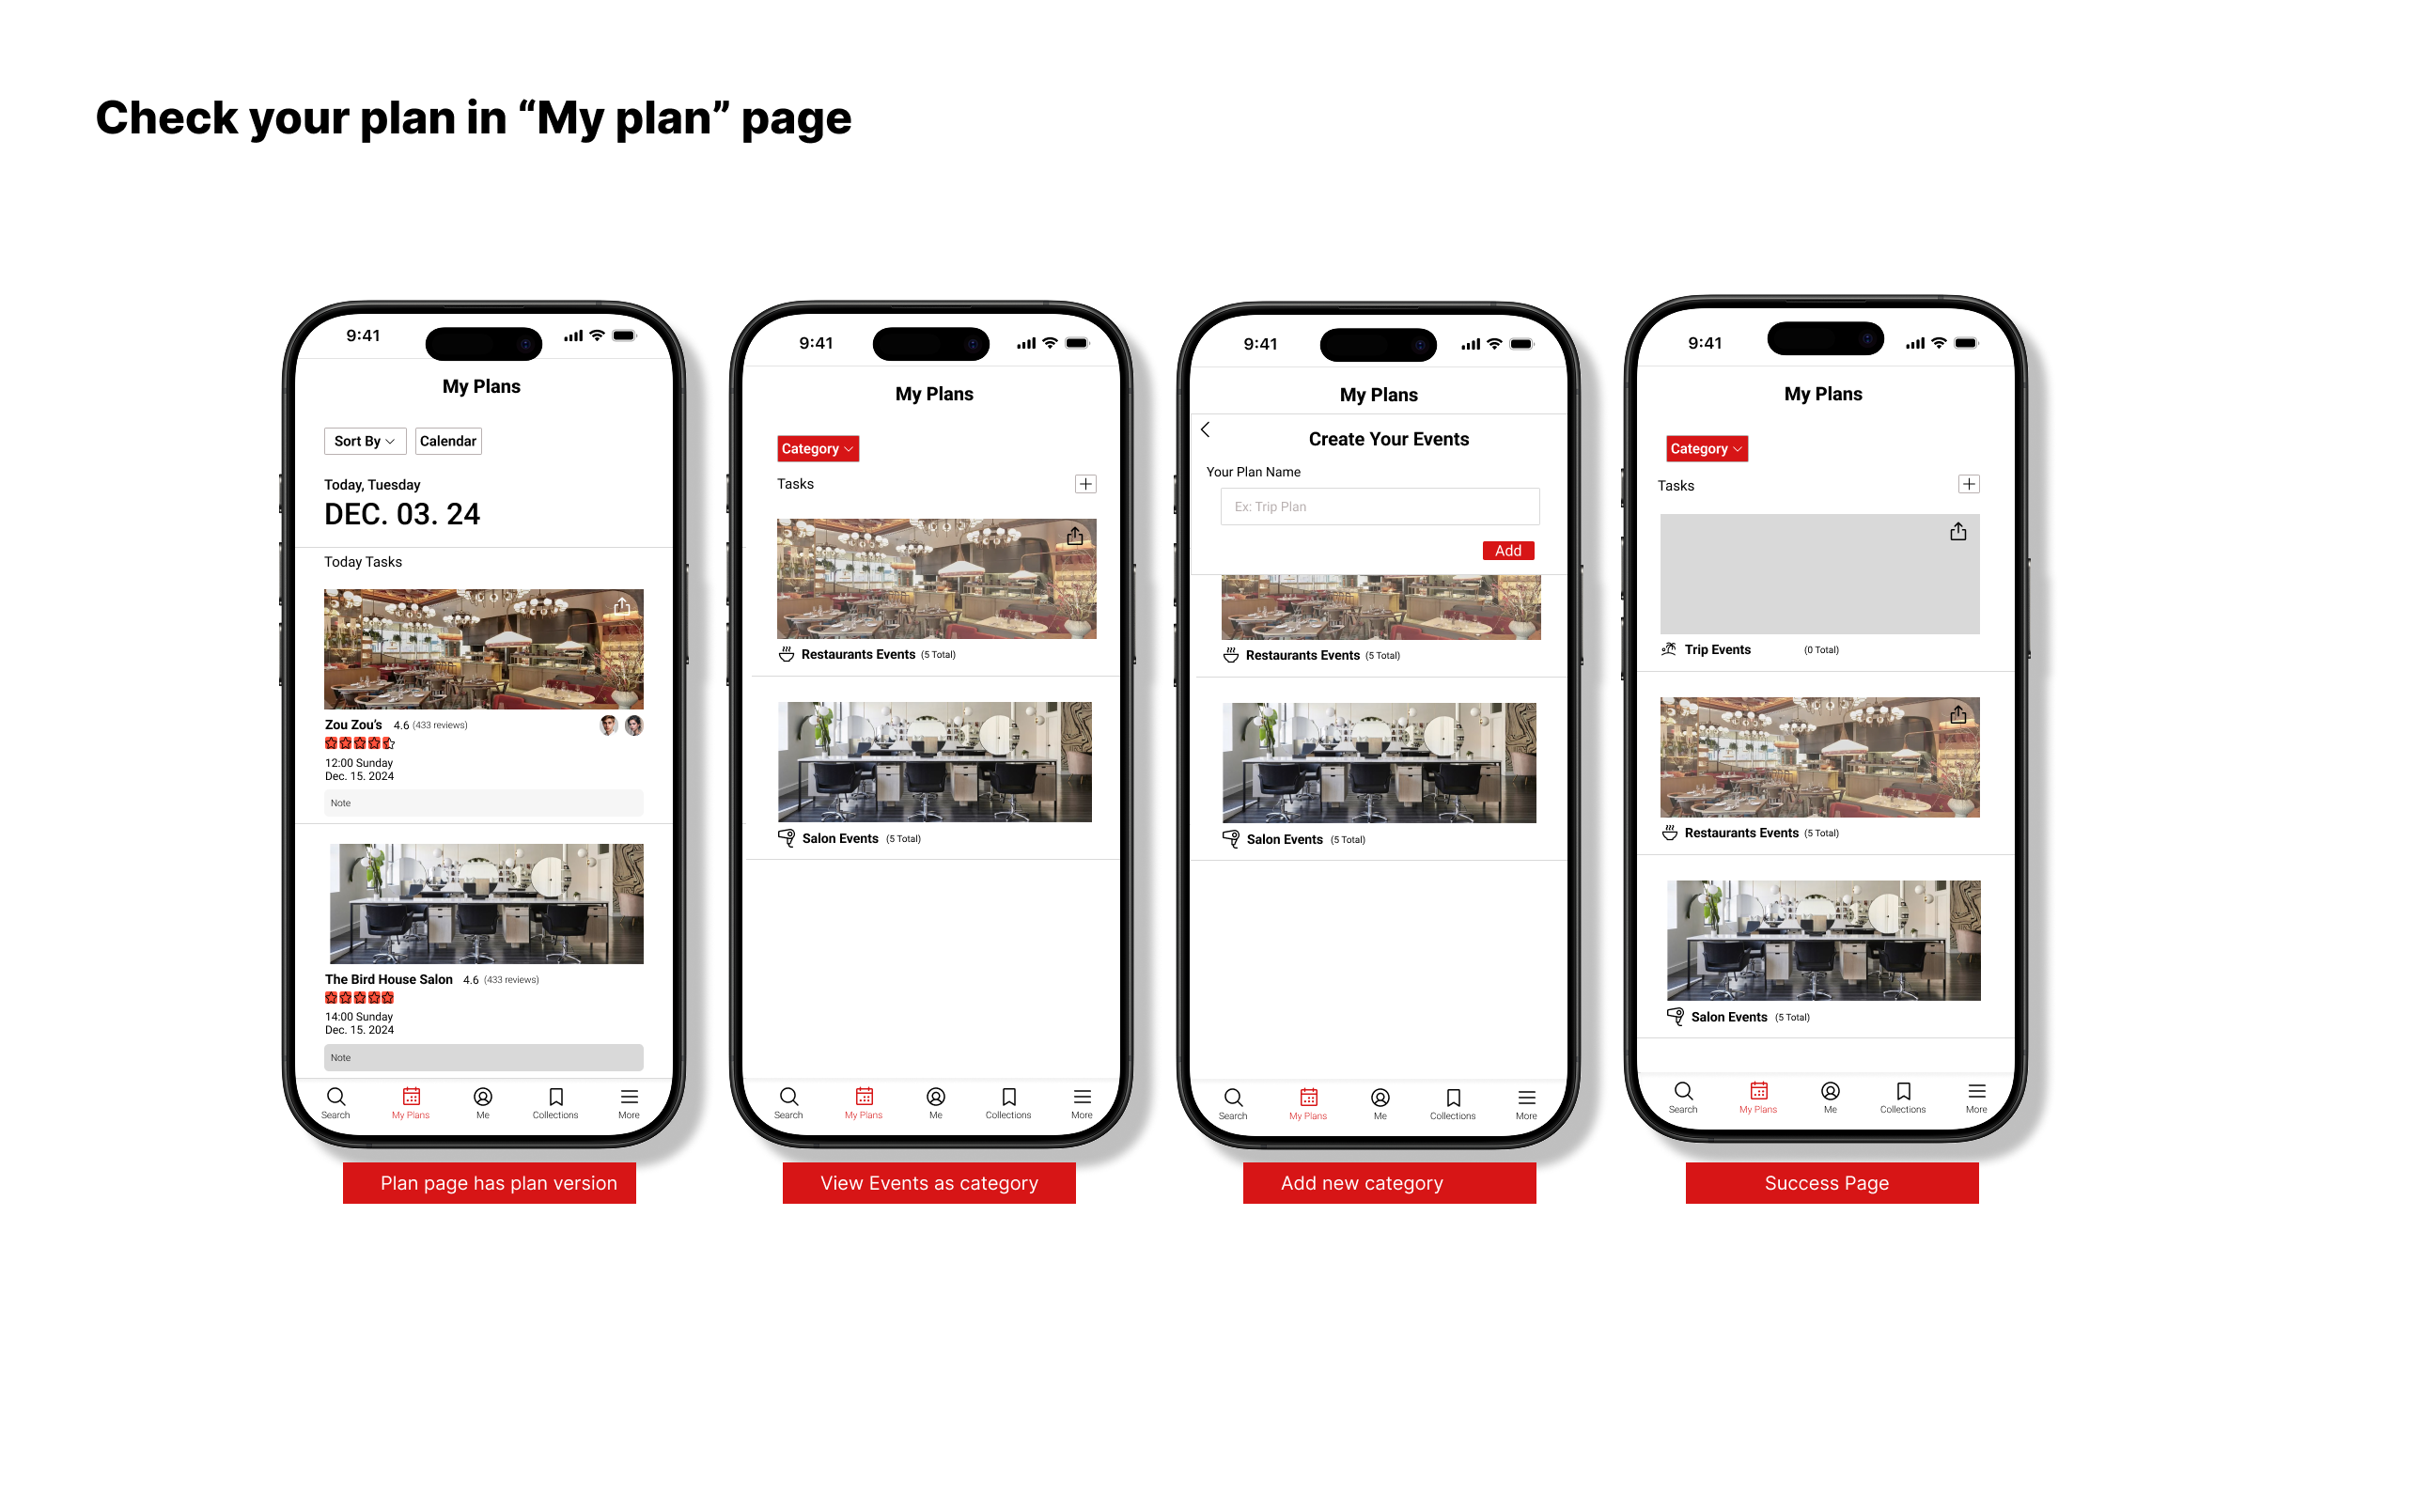 Check your plan in “My plan” page
9:41
My Plans
Sort By
Calendar
Today, Tuesday
DEC. 03. 24
Today Tasks
Zou Zou’s 4.6 (433 reviews)
12:00 Sunday
Dec. 15. 2024
Note
The Bird House Salon 4.6 (433 reviews)
14:00 Sunday
Dec. 15. 2024
Note
Search My Plans Me Collections More
Plan page has plan version
9:41
My Plans
Category
Tasks
Restaurants Events (5 Total)
Salon Events (5 Total)
Search My Plans Me Collections More
View Events as category
9:41
My Plans
Create Your Events
Your Plan Name
Ex: Trip Plan
Add
Restaurants Events (5 Total)
Salon Events (5 Total)
Search My Plans Me Collections More
Add new category
9:41
My Plans
Category
Tasks
Trip Events (0 Total)
Restaurants Events (5 Total)
Salon Events (5 Total)
Search My Plans Me Collections More
Success Page